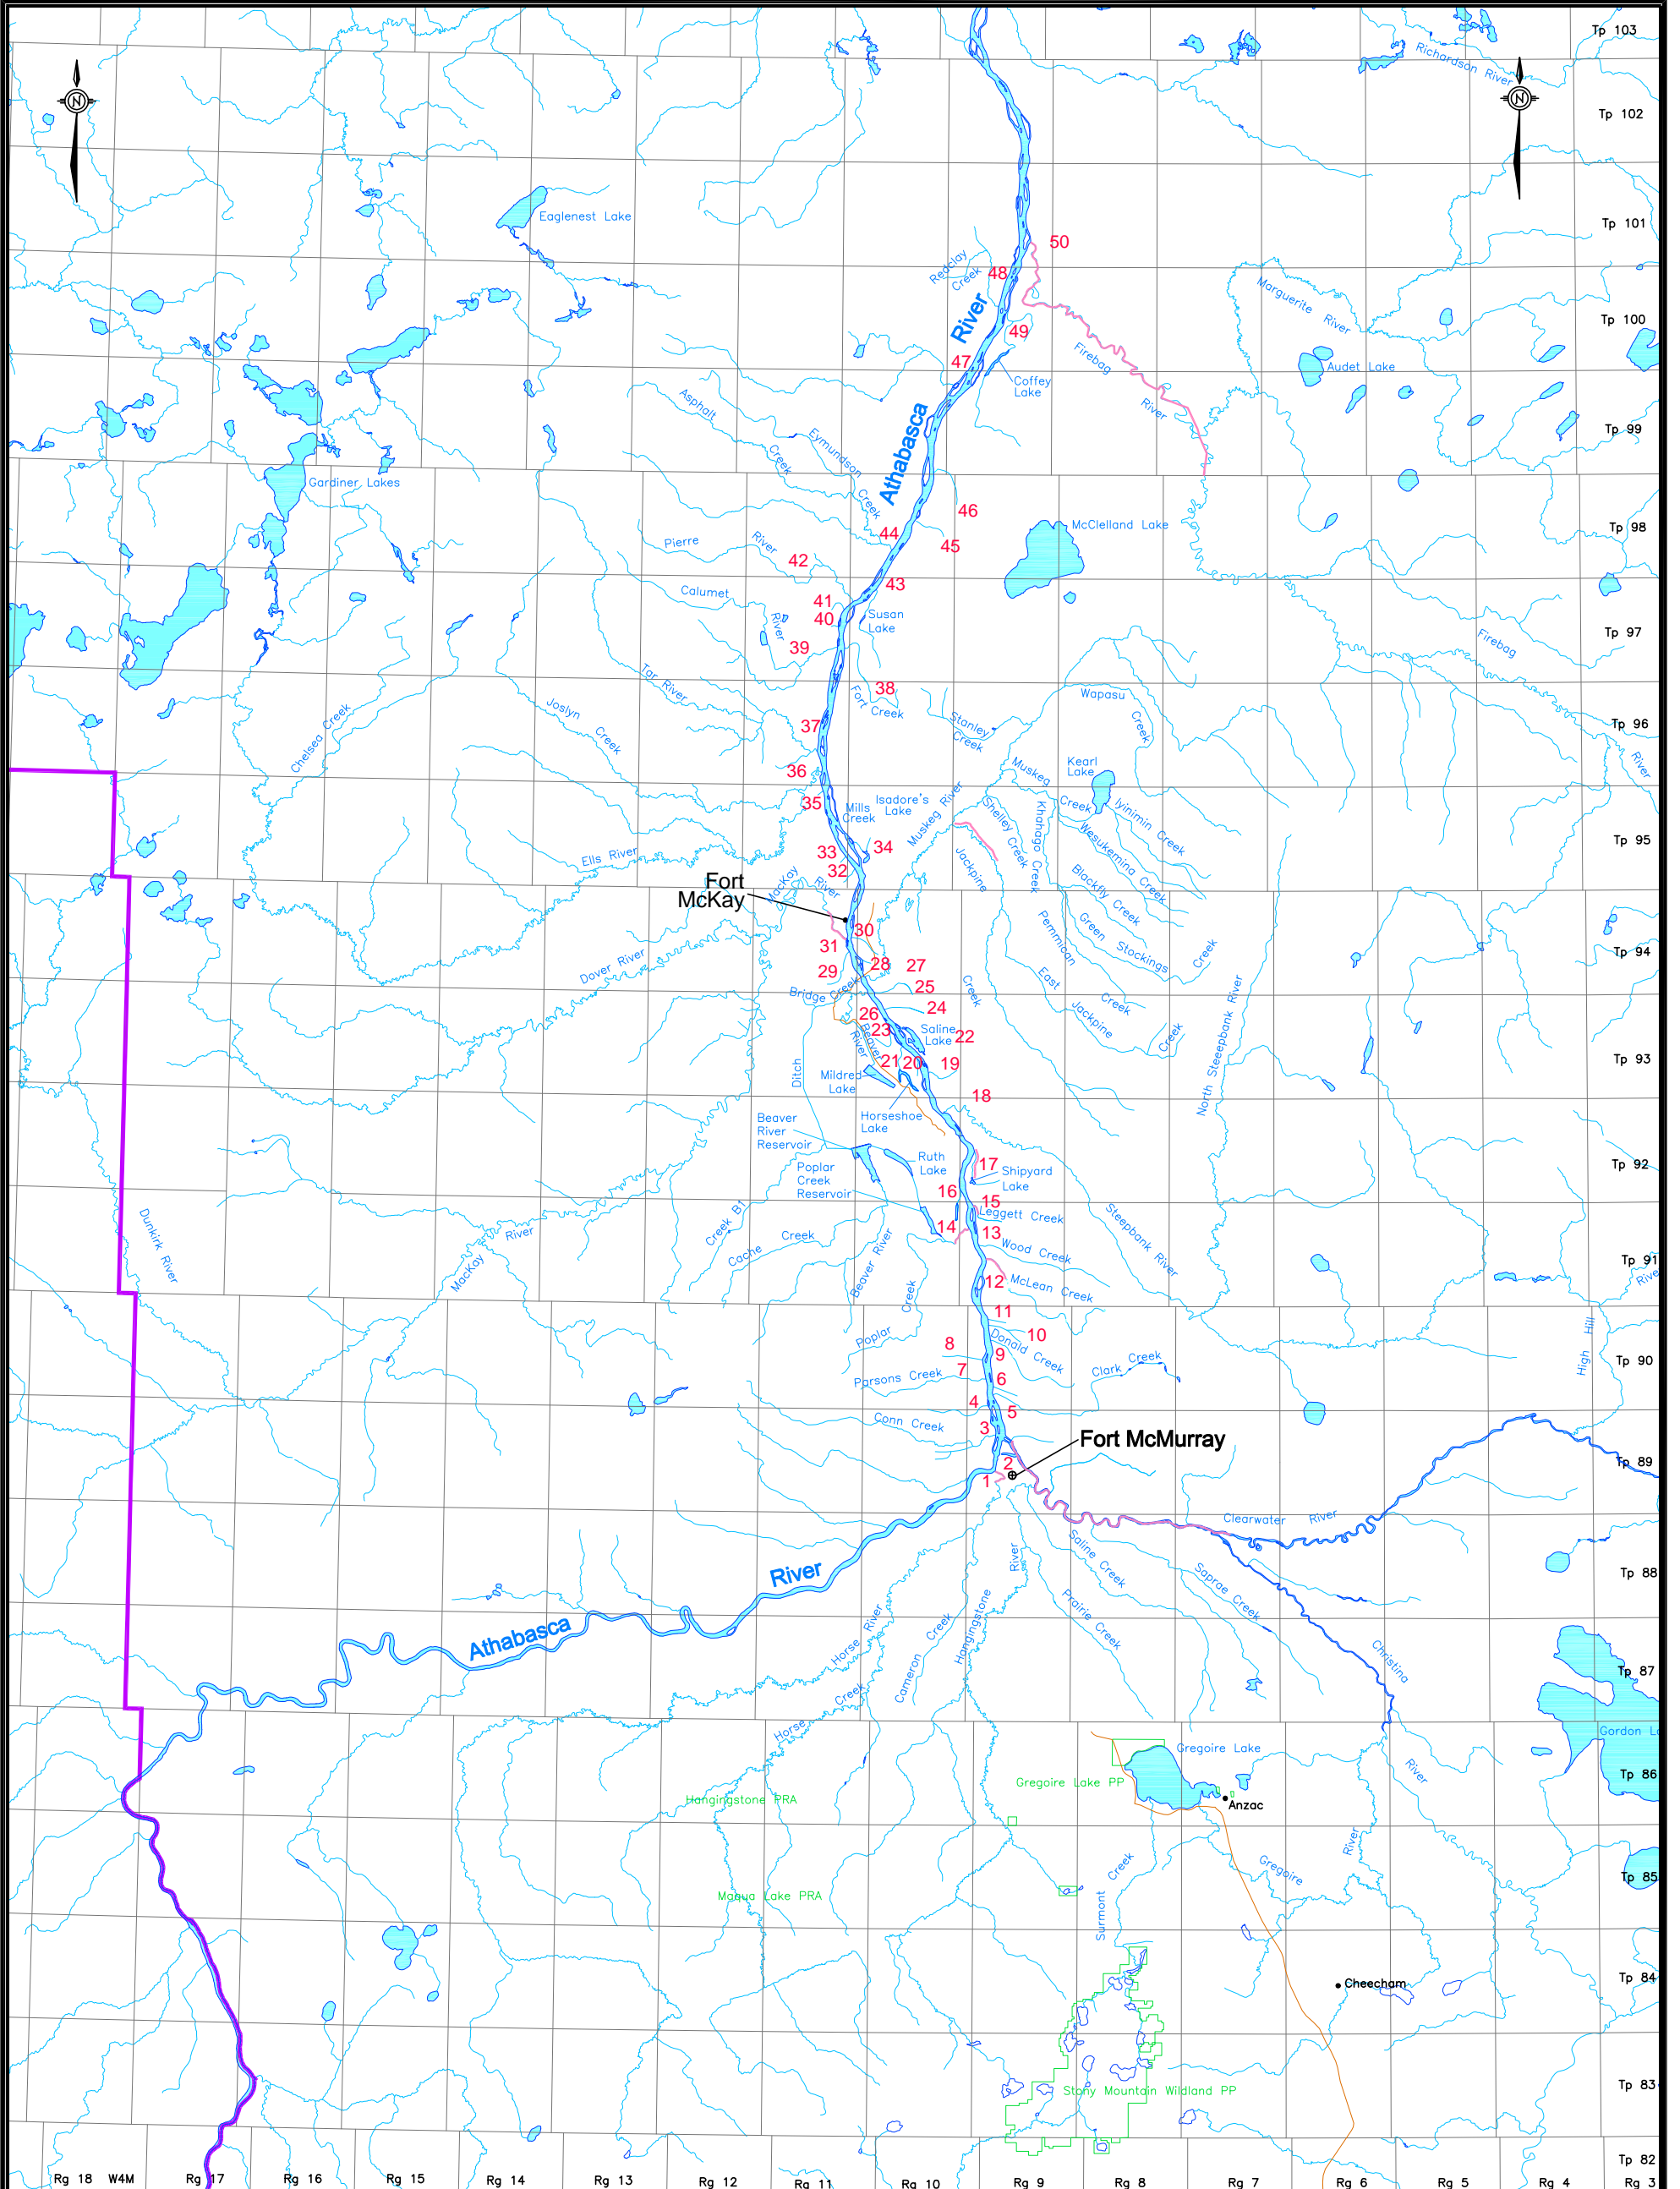 Tp 103
Richardson River
N
N
Tp 102
Eaglenest Lake
Tp 101
50
Redclay
Creek
48
Marguerite River
Tp 100
River
49
47
Firebag
River
Audet Lake
Coffey
Lake
Asphalt
Creek
Eymundson
Creek
Athabasca
Tp 99
Gardiner Lakes
46
McClelland Lake
Tp 98
44
45
Pierre
River
42
43
Calumet
River
41
40
Susan
Lake
39
Firebag
River
Tp 97
Tar River
38
Fort Creek
Wapasu
Creek
Stanley
Creek
Joslyn
Creek
Chelsea Creek
37
Tp 96
36
Kearl
Lake
Muskeg
Creek
35
Isadore's
Lake
Mills
Creek
Muskeg River
Shelley Creek
Khahago Creek
Iyinimin Creek
Wesukemina Creek
Tp 95
33
34
32
Ells River
Jackpine
Creek
Blackfly Creek
MacKay
River
Fort
McKay
Green
Stockings
Creek
Pemmican
Creek
30
31
Tp 94
Dover River
28
27
29
25
East
Jackpine
Creek
Bridge Creek
24
26
23
Saline
Lake
22
Beaver
River
North Steeepbank River
21
20
19
Tp 93
Ditch
Mildred
Lake
18
Horseshoe
Lake
Beaver
River
Reservoir
Ruth
Lake
17
Shipyard
Lake
Tp 92
Poplar
Creek
Reservoir
16
15
Leggett Creek
Creek B1
14
13
Dunkirk River
MacKay
River
Cache Creek
Beaver River
Wood Creek
Steepbank River
Tp 91
12
McLean Creek
11
Poplar
Creek
10
Donald Creek
8
9
High Hill
River
Tp 90
7
Clark Creek
Parsons Creek
6
4
5
Conn Creek
3
Fort McMurray
2
1
Tp 89
Clearwater River
Saline Creek
Saprae Creek
River
Hangingstone
Prairie
Creek
Tp 88
Athabasca
Horse River
Cameron
Creek
River
Christina
River
Tp 87
Horse
Creek
Gordon
Gregoire Lake
Gregoire Lake PP
Tp 86
Hangingstone PRA
Anzac
Gregoire
River
Tp 85
Maqua Lake PRA
Surmont
Creek
Tp 84
Cheecham
Tp 83
Stony Mountain Wildland PP
Tp 82
Rg 18 W4M Rg 17 Rg 16 Rg 15 Rg 14 Rg 13 Rg 12 Rg 11 Rg 10 Rg 9 Rg 8 Rg 7 Rg 6 Rg 5 Rg 4 Rg 3